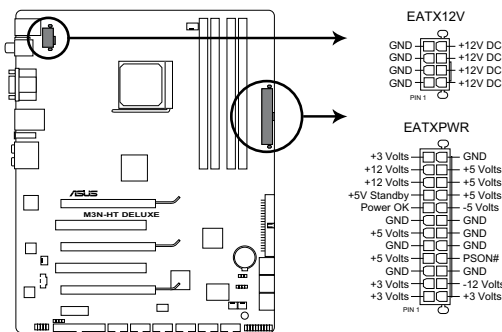 EATX12V
GND +12V DC
GND +12V DC
GND +12V DC
GND +12V DC
PIN 1
EATXPWR
+3 Volts GND
+12 Volts +5 Volts
+12 Volts +5 Volts
+5V Standby +5 Volts
Power OK -5 Volts
GND GND
+5 Volts GND
GND GND
+5 Volts PSON#
GND GND
+3 Volts -12 Volts
+3 Volts +3 Volts
PIN 1
ASUS
M3N-HT DELUXE